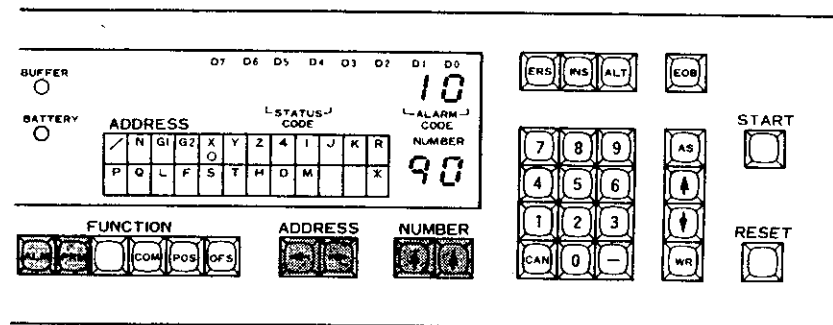 D7 D6 D5 D4 D3 D2 D1 D0
BUFFER
10
STATUS CODE
ALARM CODE
BATTERY
ADDRESS
NUMBER
/ N G1 G2 X Y Z 4 I J K R
P Q L F S T H D M *
90
FUNCTION
ADDRESS
NUMBER
ALM PRM COM POS OFS
ERS INS ALT EOB
7 8 9 AS
4 5 6
1 2 3
CAN 0 - WR
START
RESET